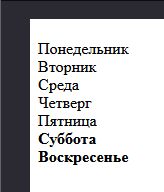 Понедельник
Вторник
Среда
Четверг
Пятница
Суббота
Воскресенье